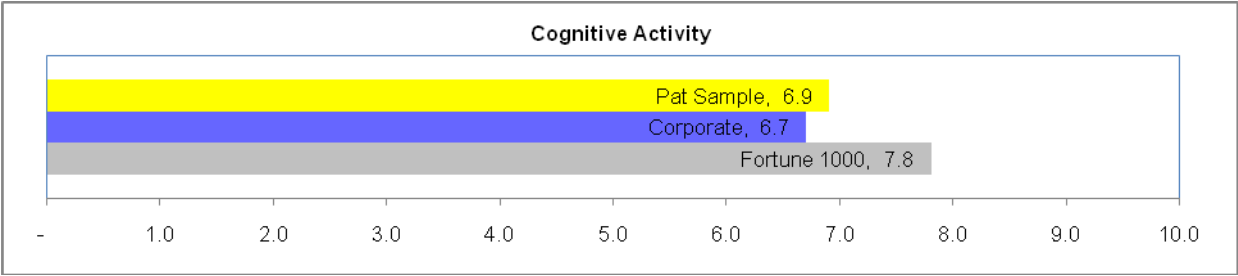 Cognitive Activity
Pat Sample, 6.9
Corporate, 6.7
Fortune 1000, 7.8
- 1.0 2.0 3.0 4.0 5.0 6.0 7.0 8.0 9.0 10.0